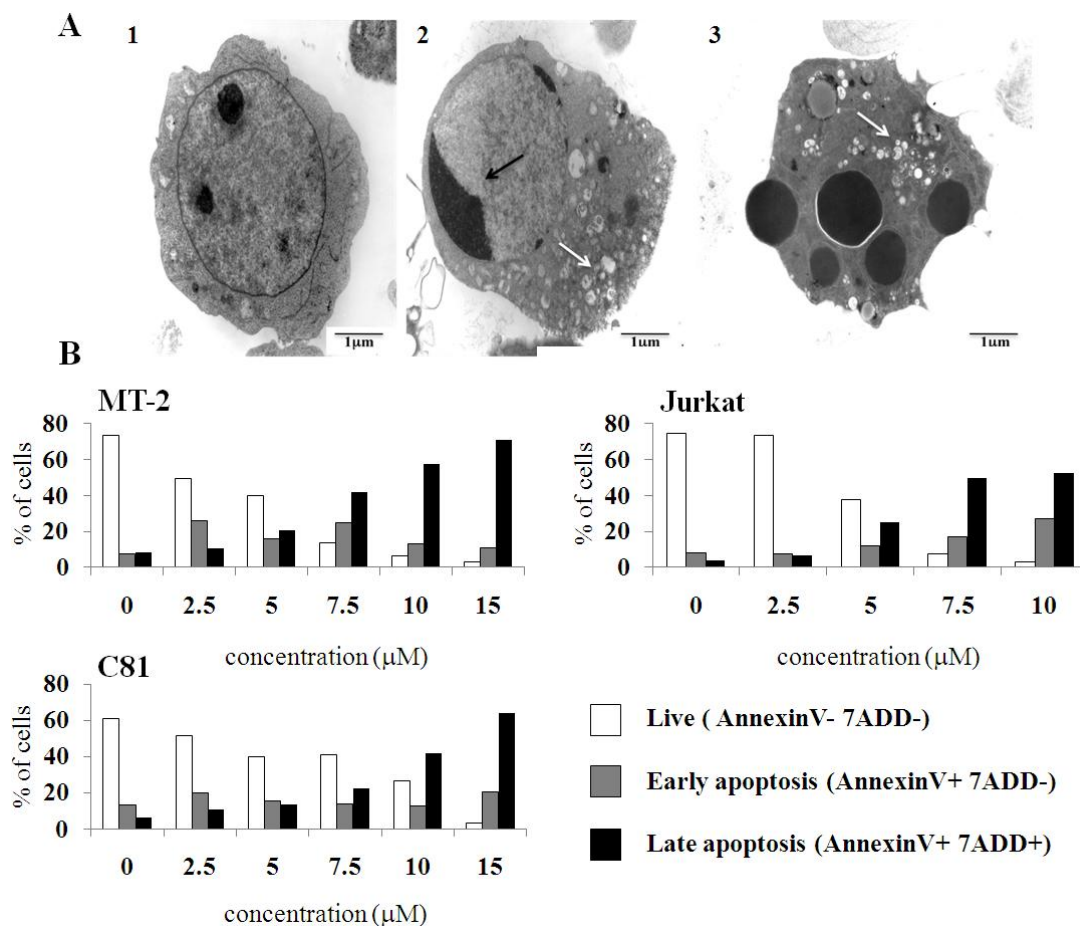 A
1
2
3
1μm
1μm
1μm
B
MT-2
80
60
40
20
0
% of cells
0 2.5 5 7.5 10 15
concentration (μM)
Jurkat
80
60
40
20
0
% of cells
0 2.5 5 7.5 10
concentration (μM)
C81
80
60
40
20
0
% of cells
0 2.5 5 7.5 10 15
concentration (μM)
Live ( AnnexinV- 7ADD-)
Early apoptosis (AnnexinV+ 7ADD-)
Late apoptosis (AnnexinV+ 7ADD+)